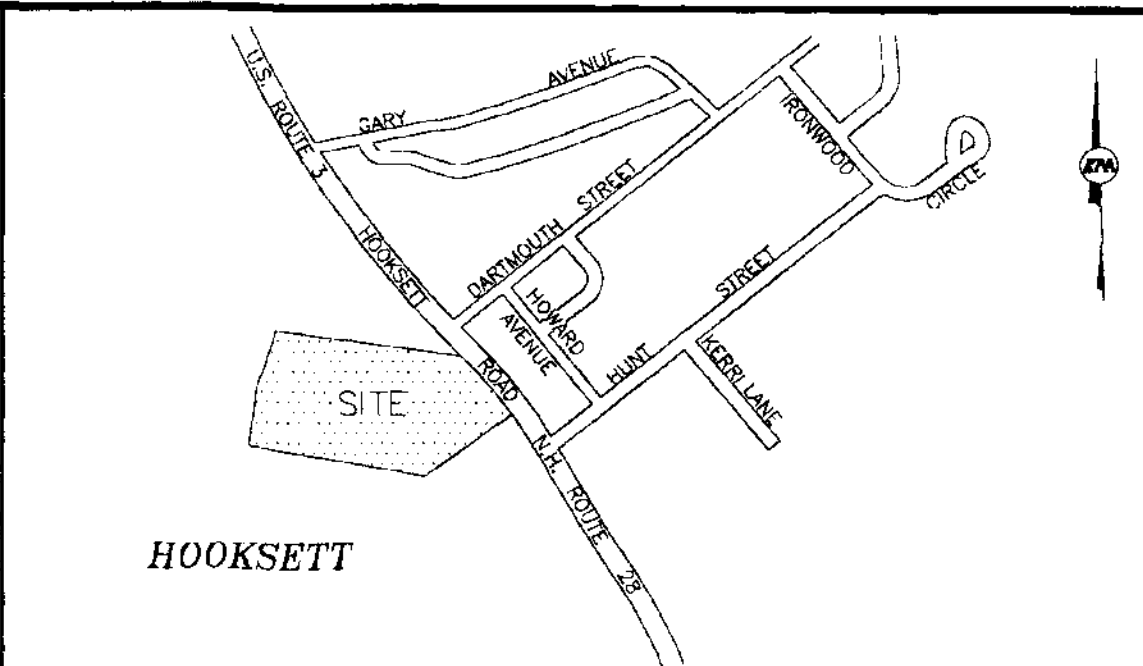 U.S. ROUTE 3
GARY AVENUE
HOOKSETT ROAD
DARTMOUTH STREET
IRONWOOD
CIRCLE
HOWARD
AVENUE
HUNT STREET
KERRI LANE
SITE
N.H. ROUTE 28
HOOKSETT